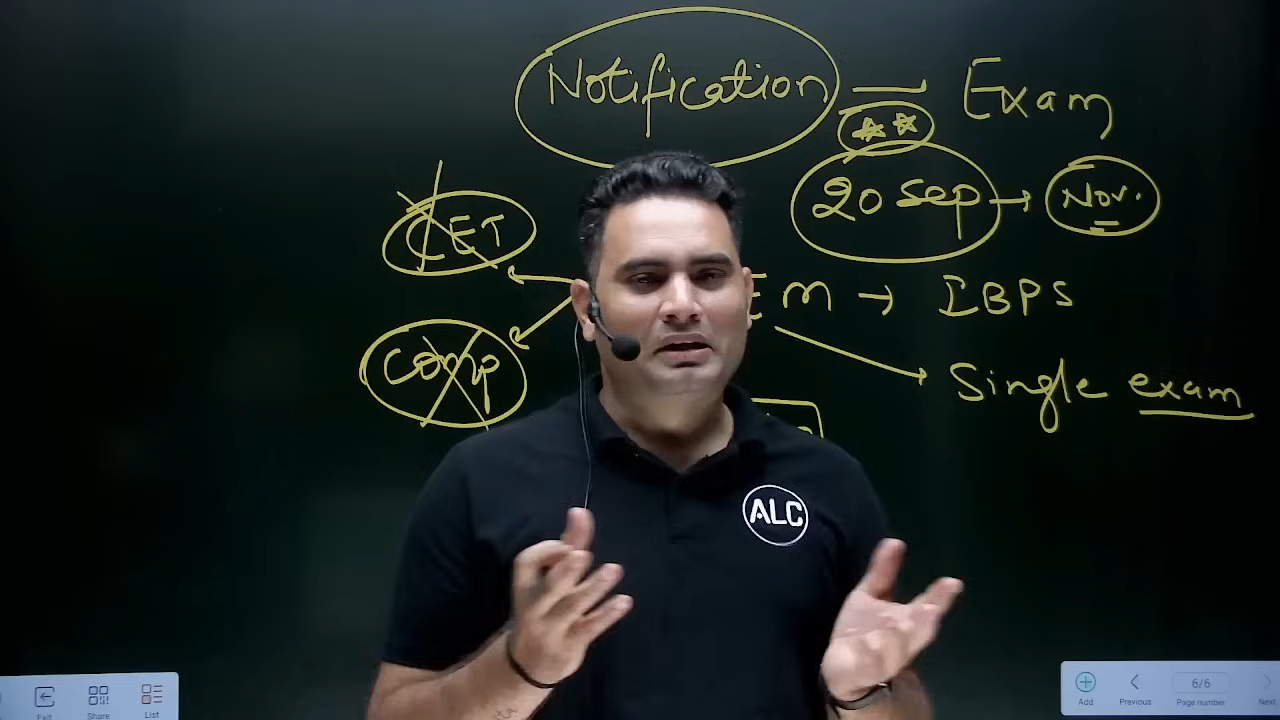 Notification — Exam
20 Sep → Nov.
CET
EM → IBPS
Comp
Single exam
ALC
Exit
Share
List
Add
Previous
6/6
Page number
Next